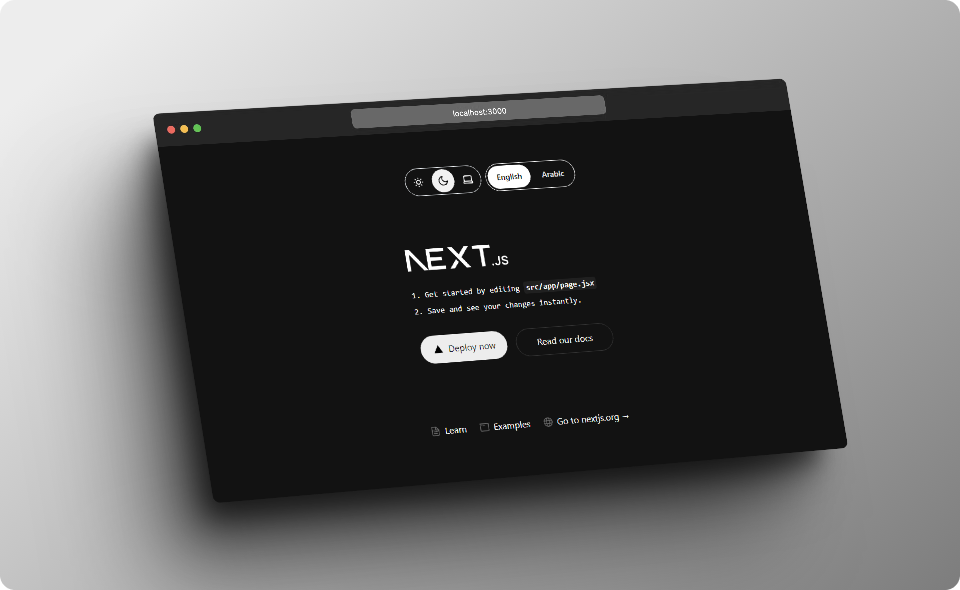 localhost:3000
English Arabic
NEXT.JS
1. Get started by editing src/app/page.jsx
2. Save and see your changes instantly.
Deploy now Read our docs
Learn Examples Go to nextjs.org →